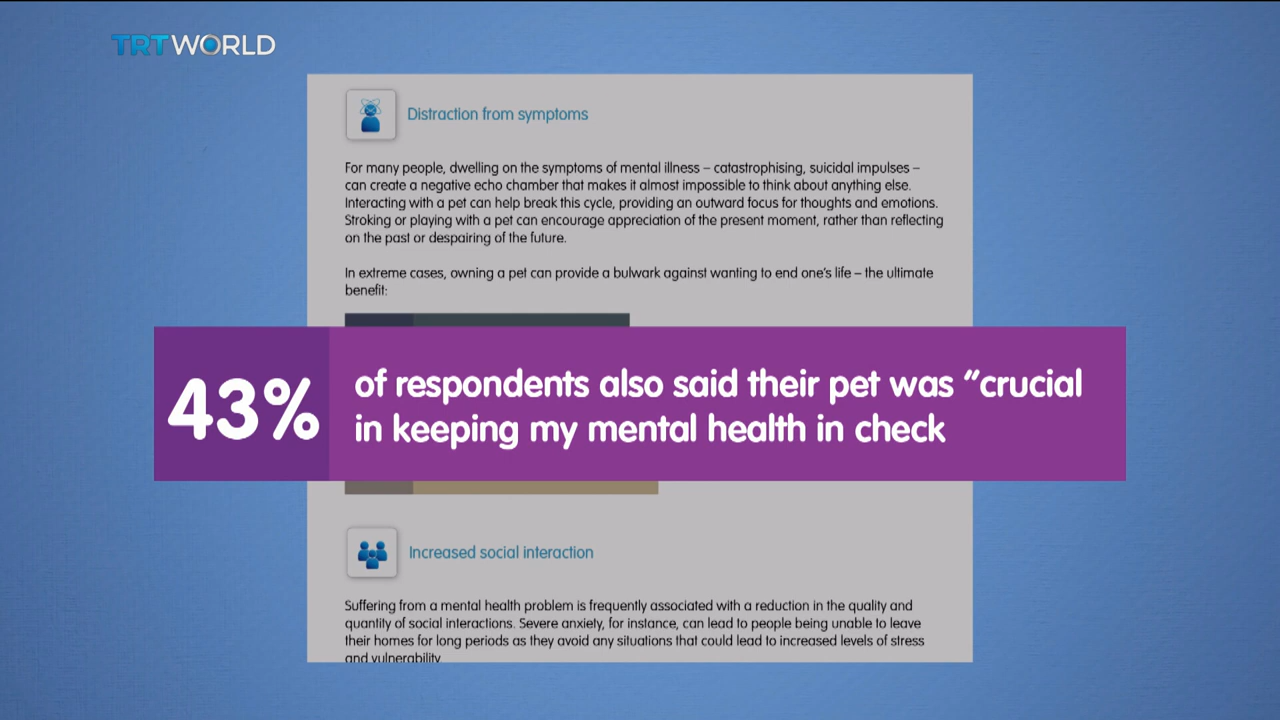 TRT WORLD
Distraction from symptoms
For many people, dwelling on the symptoms of mental illness – catastrophising, suicidal impulses –
can create a negative echo chamber that makes it almost impossible to think about anything else.
Interacting with a pet can help break this cycle, providing an outward focus for thoughts and emotions.
Stroking or playing with a pet can encourage appreciation of the present moment, rather than reflecting
on the past or despairing of the future.
In extreme cases, owning a pet can provide a bulwark against wanting to end one's life – the ultimate
benefit:
43%
of respondents also said their pet was “crucial
in keeping my mental health in check
Increased social interaction
Suffering from a mental health problem is frequently associated with a reduction in the quality and
quantity of social interactions. Severe anxiety, for instance, can lead to people being unable to leave
their homes for long periods as they avoid any situations that could lead to increased levels of stress
and vulnerability